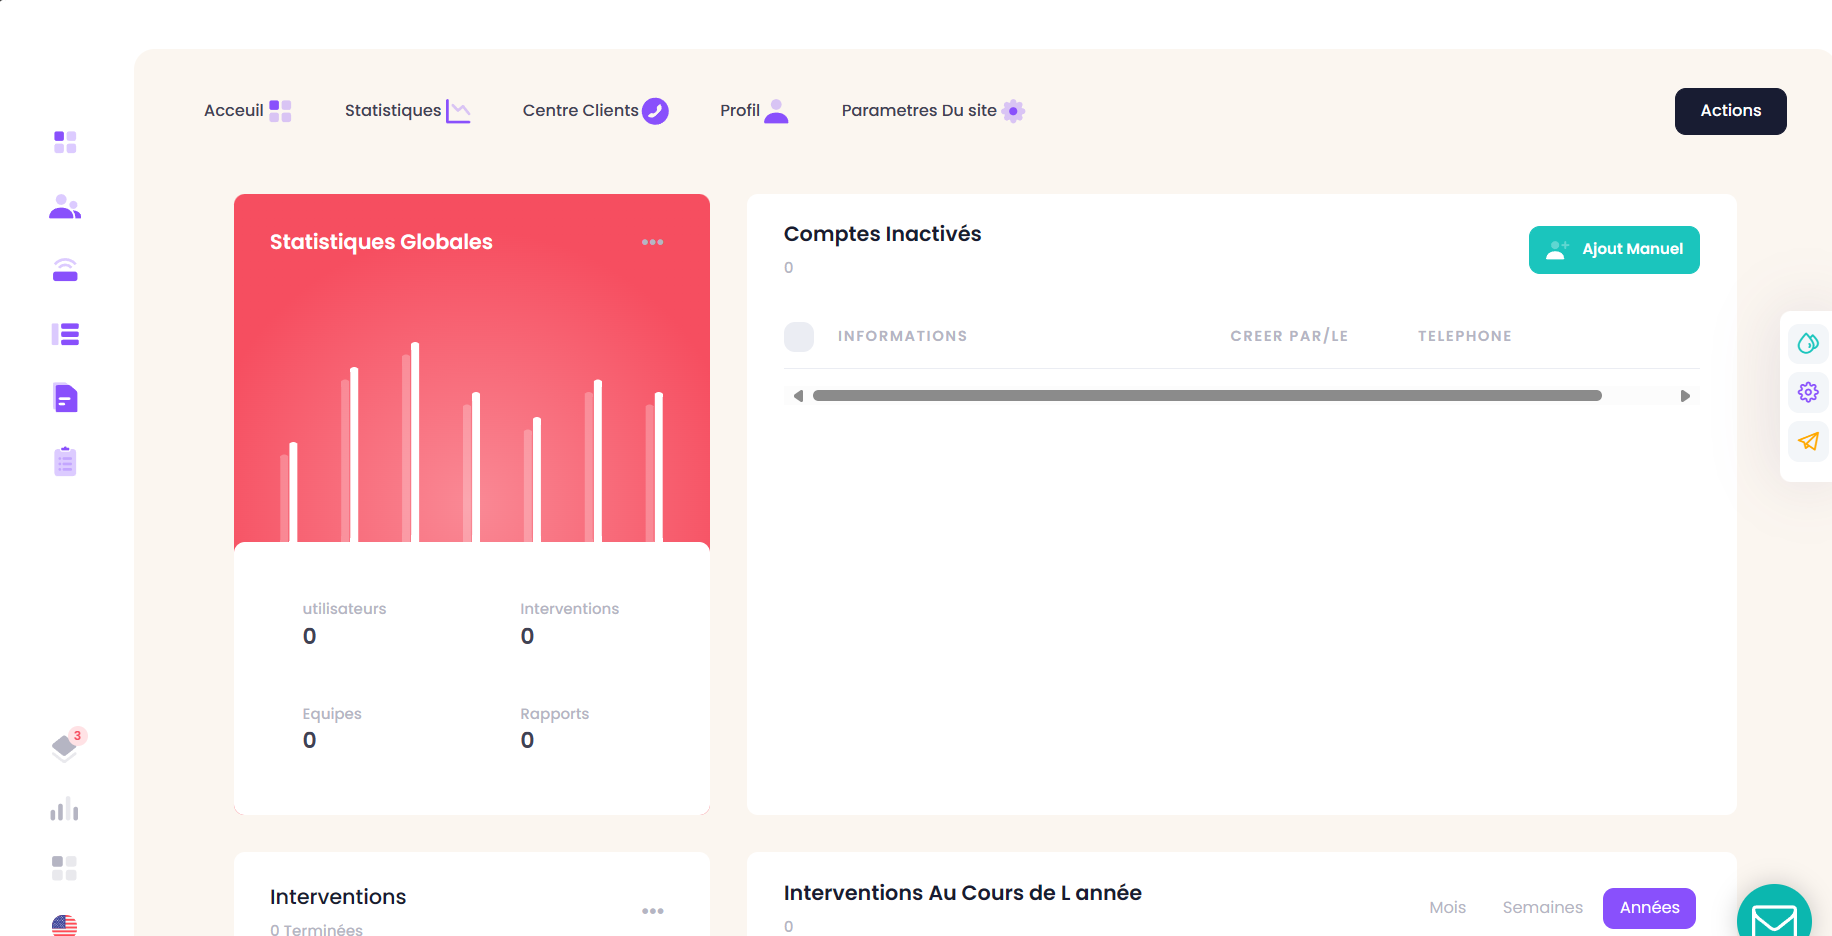 Acceuil
Statistiques
Centre Clients
Profil
Parametres Du site
Actions
Statistiques Globales
Comptes Inactivés
0
Ajout Manuel
INFORMATIONS
CREER PAR/LE
TELEPHONE
utilisateurs
0
Interventions
0
Equipes
0
Rapports
0
3
Interventions
0 Terminées
Interventions Au Cours de L année
0
Mois
Semaines
Années